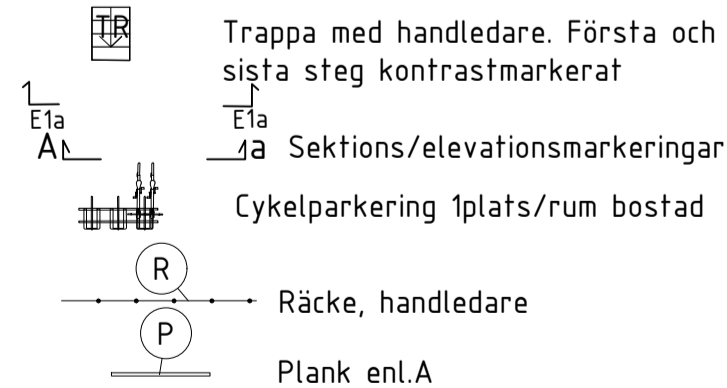 TR
Trappa med handledare. Första och
sista steg kontrastmarkerat
E1a E1a
A a Sektions/elevationsmarkeringar
Cykelparkering 1plats/rum bostad
R
Räcke, handledare
P
Plank enl.A